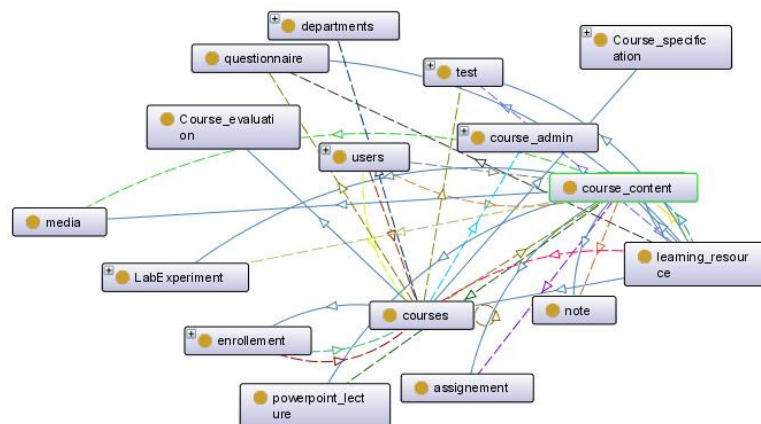 departments
questionnaire
Course_specific
ation
test
Course_evaluati
on
course_admin
users
course_content
media
learning_resour
ce
LabExperiment
courses
note
enrollement
assignement
powerpoint_lect
ure